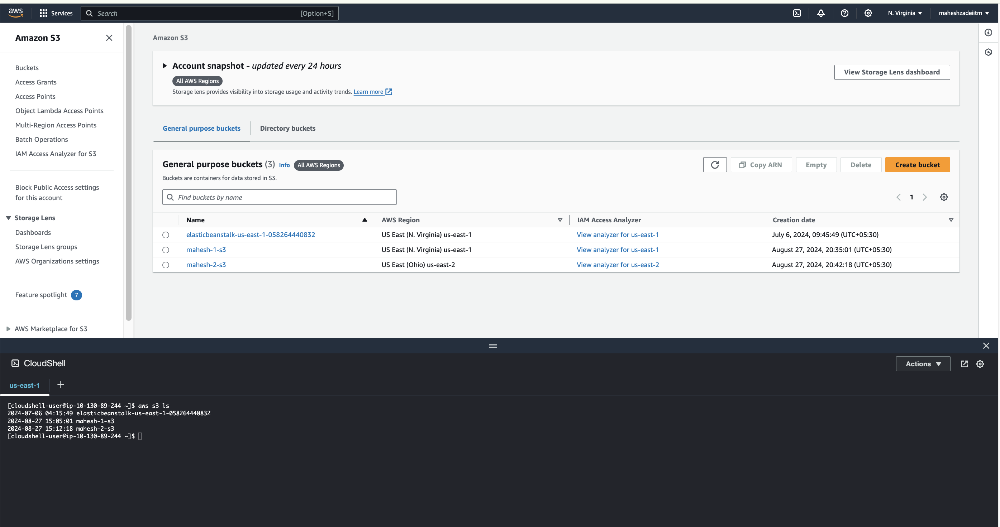 aws
Services
Search
[Option+S]
N. Virginia
maheshzadeiitm
Amazon S3
Buckets
Access Grants
Access Points
Object Lambda Access Points
Multi-Region Access Points
Batch Operations
IAM Access Analyzer for S3
Block Public Access settings
for this account
Storage Lens
Dashboards
Storage Lens groups
AWS Organizations settings
Feature spotlight 7
AWS Marketplace for S3
Amazon S3
Account snapshot - updated every 24 hours
All AWS Regions
Storage lens provides visibility into storage usage and activity trends. Learn more
View Storage Lens dashboard
General purpose buckets
Directory buckets
General purpose buckets (3) Info All AWS Regions
Buckets are containers for data stored in S3.
Copy ARN
Empty
Delete
Create bucket
Find buckets by name
1
Name AWS Region IAM Access Analyzer Creation date
elasticbeanstalk-us-east-1-058264440832 US East (N. Virginia) us-east-1 View analyzer for us-east-1 July 6, 2024, 09:45:49 (UTC+05:30)
mahesh-1-s3 US East (N. Virginia) us-east-1 View analyzer for us-east-1 August 27, 2024, 20:35:01 (UTC+05:30)
mahesh-2-s3 US East (Ohio) us-east-2 View analyzer for us-east-2 August 27, 2024, 20:42:18 (UTC+05:30)
CloudShell
Actions
us-east-1
[cloudshell-user@ip-10-130-89-244 ~]$ aws s3 ls
2024-07-06 04:15:49 elasticbeanstalk-us-east-1-058264440832
2024-08-27 15:05:01 mahesh-1-s3
2024-08-27 15:12:18 mahesh-2-s3
[cloudshell-user@ip-10-130-89-244 ~]$